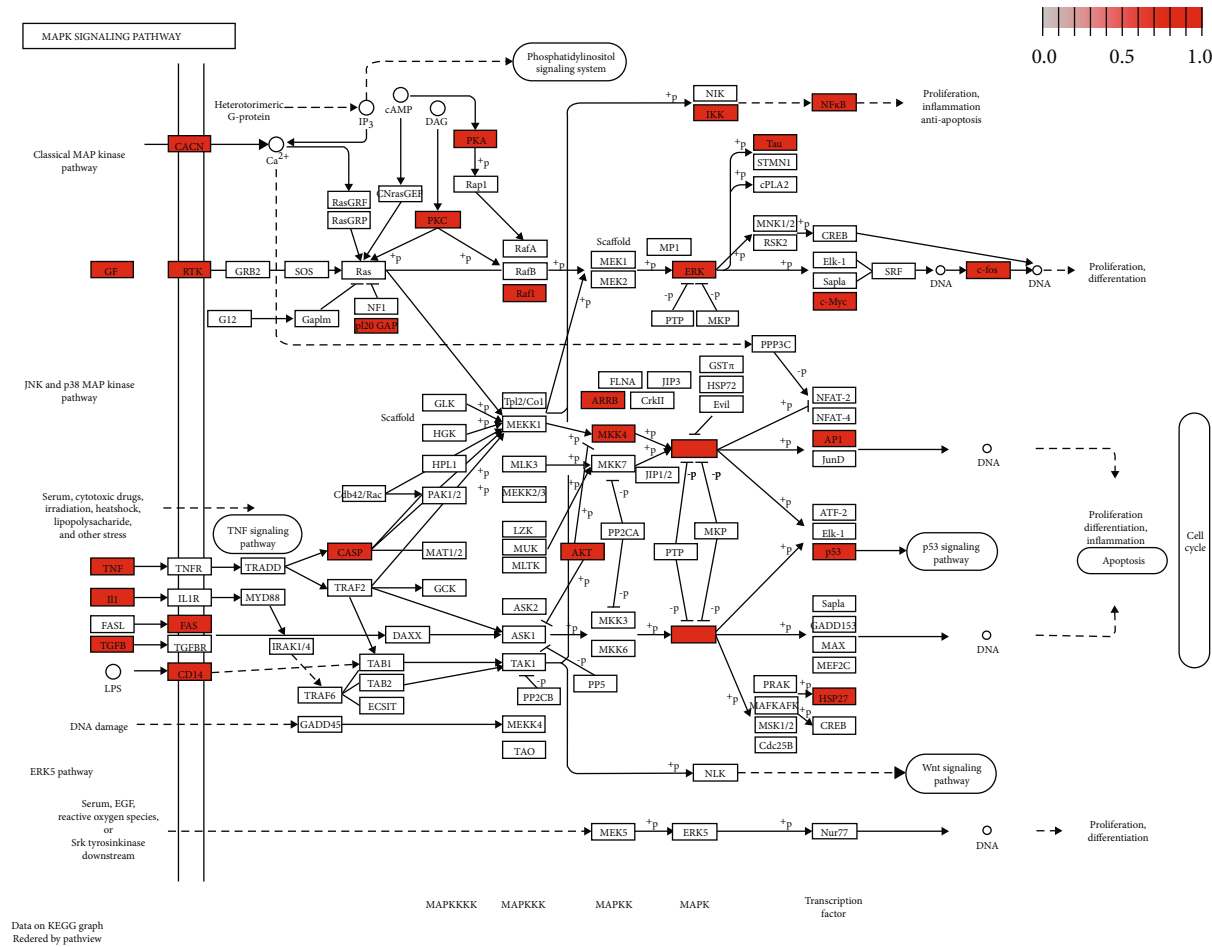 MAPK SIGNALING PATHWAY
0.0
0.5
1.0
Phosphatidylinositol
signaling system
Heterotorimeric
G-protein
IP3
cAMP
DAG
NIK
IKK
+p
NFκB
Proliferation,
inflammation
anti-apoptosis
Classical MAP kinase
pathway
CACN
Ca2+
PKA
+p
Rap1
Tau
STMN1
cPLA2
+p
+p
RasGRF
RasGRP
CNrasGEF
PKC
MNK1/2
RSK2
+p
CREB
GF
RTK
GRB2
SOS
Ras
+p
+p
RafA
RafB
Raf1
+p
+p
Scaffold
MEK1
MEK2
+p
MP1
ERK
+p
+p
Elk-1
Sapla
c-Myc
SRF
DNA
+p
c-fos
DNA
Proliferation,
differentation
G12
Gaplm
NF1
pl20 GAP
-p
-p
PTP
MKP
PPP3C
-p
JNK and p38 MAP kinase
pathway
Scaffold
GLK
HGK
HPL1
+p
+p
+p
+p
+p
Tpl2/Co1
MEKK1
MLK3
MEKK2/3
FLNA
JIP3
ARRB
CrkII
GSTπ
HSP72
Evil
+p
MKK4
MKK7
+p
+p
+p
+p
JIP1/2
+p
+p
NFAT-2
NFAT-4
AP1
JunD
DNA
Cdb42/Rac
PAK1/2
Serum, cytotoxic drugs,
irradiation, heatshock,
lipopolysacharide,
and other stress
TNF signaling
pathway
LZK
MUK
MLTK
+p
AKT
+p
-p
PP2CA
-p
-p
-p
PTP
MKP
-p
-p
+p
ATF-2
Elk-1
p53
+p
p53 signaling
pathway
Proliferation
differentiation,
inflammation
Apoptosis
Cell
cycle
TNF
TNFR
TRADD
CASP
MAT1/2
Il1
IL1R
MYD88
TRAF2
GCK
ASK2
FASL
FAS
DAXX
ASK1
+p
MKK3
MKK6
+p
+p
Sapla
GADD153
MAX
MEF2C
DNA
TGFB
TGFBR
IRAK1/4
LPS
CD14
TAB1
TAB2
ECSIT
TRAF6
TAK1
-p
-p
PP2CB
PP5
+p
PRAK
MAFKAFK
MSK1/2
Cdc25B
+p
+p
HSP27
CREB
DNA damage
GADD45
MEKK4
TAO
ERK5 pathway
+p
NLK
Wnt signaling
pathway
Serum, EGF,
reactive oxygen species,
or
Srk tyrosinkinase
downstream
MEK5
+p
ERK5
+p
Nur77
DNA
Proliferation,
differentiation
MAPKKKK
MAPKKK
MAPKK
MAPK
Transcription
factor
Data on KEGG graph
Redered by pathview